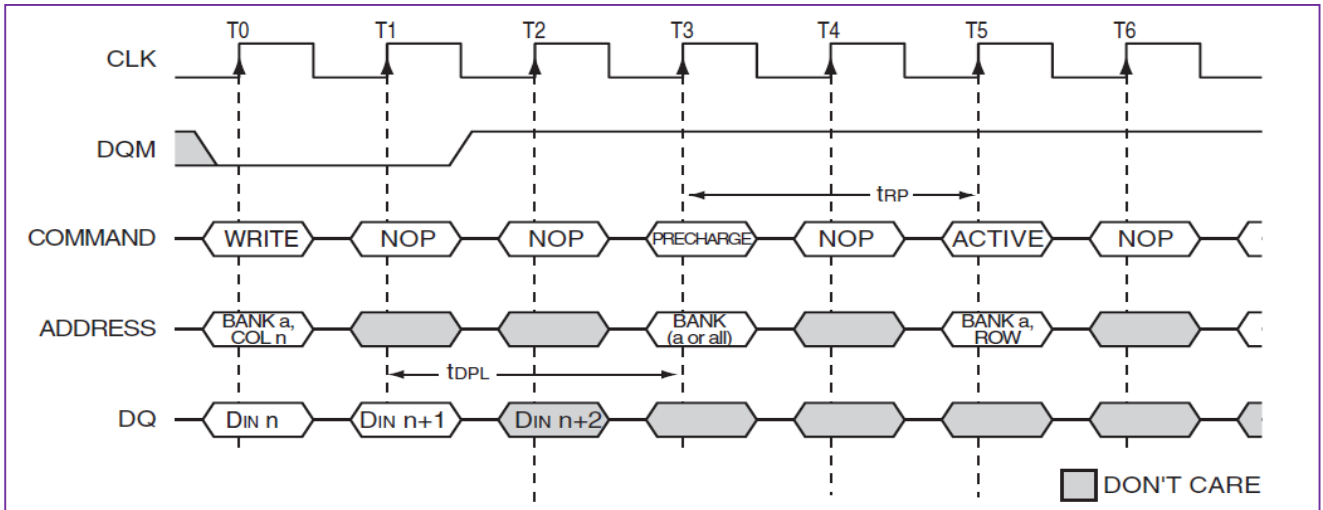 T0 T1 T2 T3 T4 T5 T6
CLK
DQM
tRP
COMMAND WRITE NOP NOP PRECHARGE NOP ACTIVE NOP
ADDRESS BANK a, COL n BANK (a or all) BANK a, ROW
tDPL
DQ DIN n DIN n+1 DIN n+2
DON'T CARE